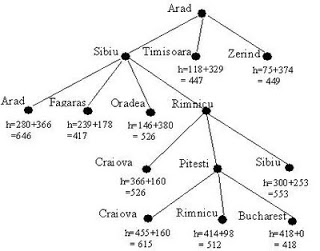 Arad
Sibiu
Timisoara
h=118+329
= 447
Zerind
h=75+374
= 449
Arad
h=280+366
=646
Fagaras
h=239+178
=417
Oradea
h=146+380
= 526
Rimnicu
Craiova
h=366+160
=526
Pitesti
Sibiu
h=300+253
=553
Craiova
h=455+160
= 615
Rimnicu
h=414+98
= 512
Bucharest
h=418+0
= 418